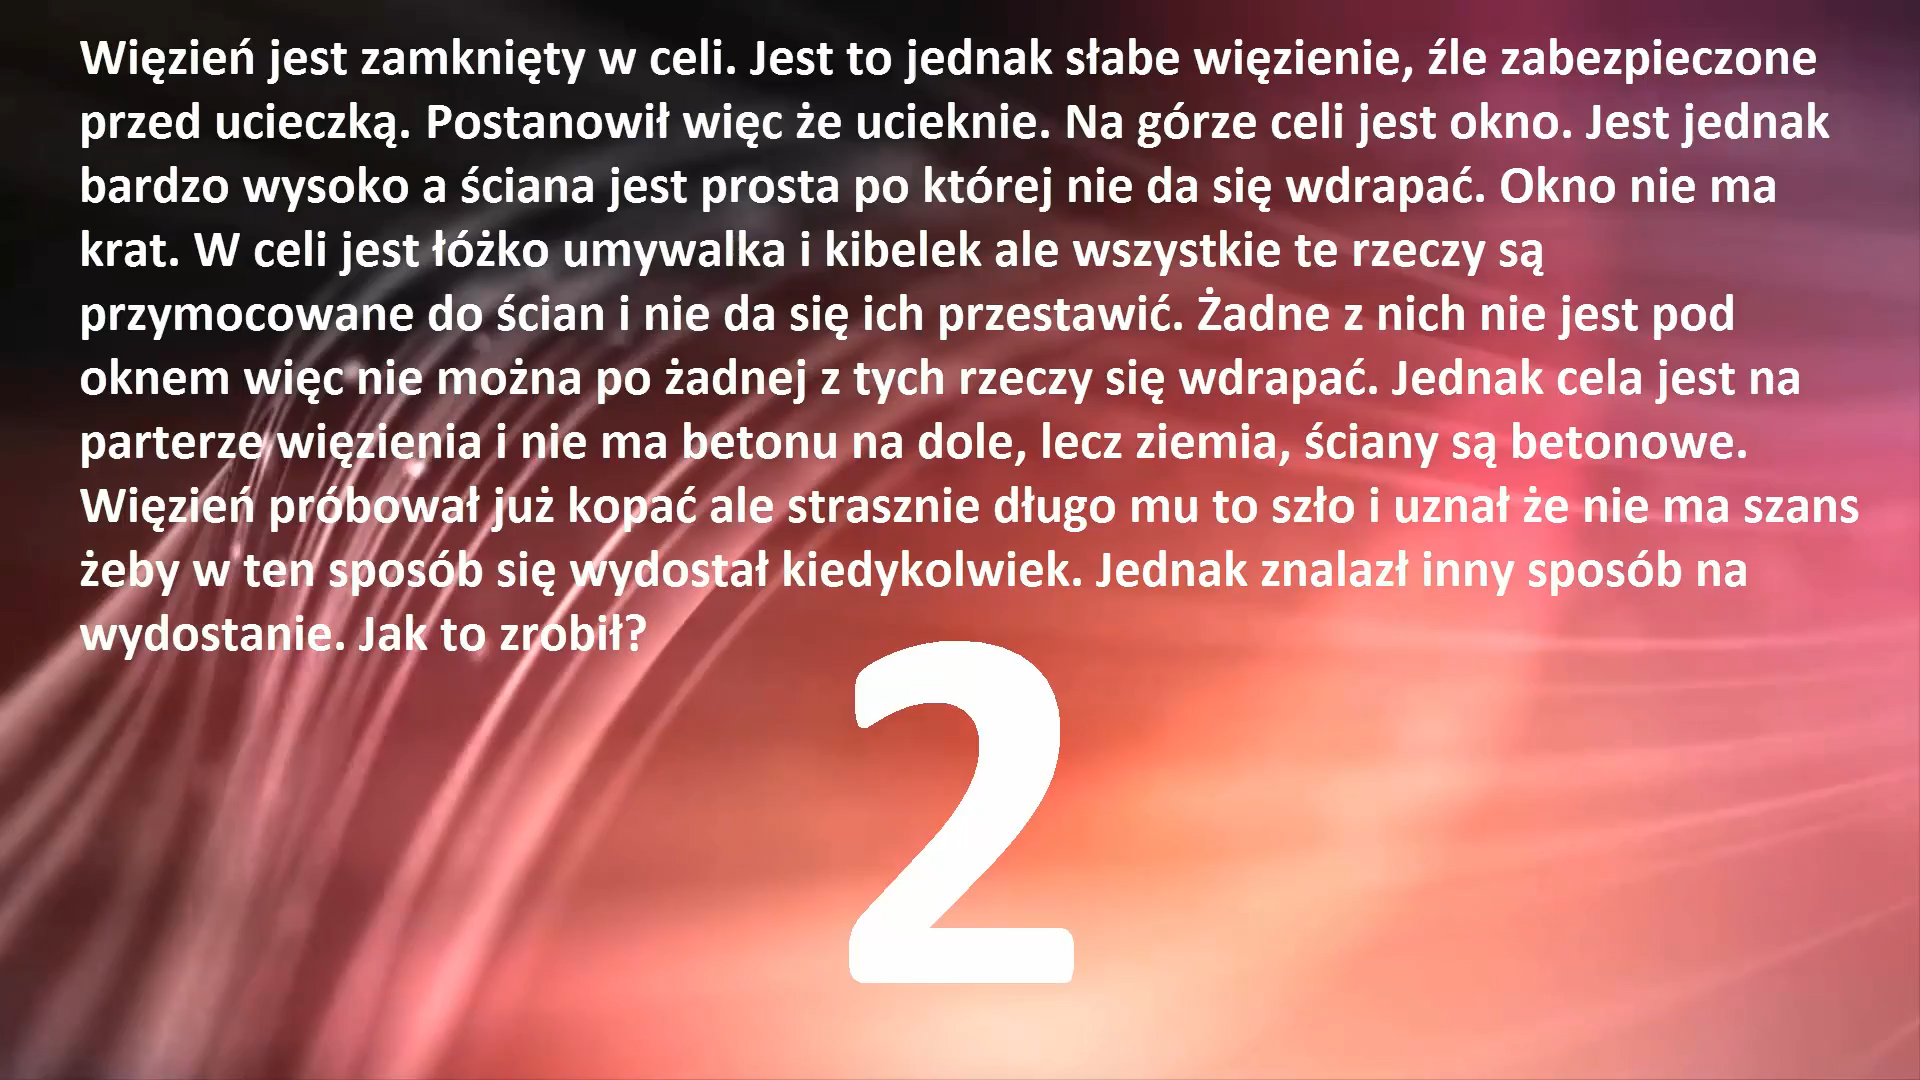 Więzień jest zamknięty w celi. Jest to jednak słabe więzienie, źle zabezpieczone
przed ucieczką. Postanowił więc że ucieknie. Na górze celi jest okno. Jest jednak
bardzo wysoko a ściana jest prosta po której nie da się wdrapać. Okno nie ma
krat. W celi jest łóżko umywalka i kibelek ale wszystkie te rzeczy są
przymocowane do ścian i nie da się ich przestawić. Żadne z nich nie jest pod
oknem więc nie można po żadnej z tych rzeczy się wdrapać. Jednak cela jest na
parterze więzienia i nie ma betonu na dole, lecz ziemia, ściany są betonowe.
Więzień próbował już kopać ale strasznie długo mu to szło i uznał że nie ma szans
żeby w ten sposób się wydostał kiedykolwiek. Jednak znalazł inny sposób na
wydostanie. Jak to zrobił?
2